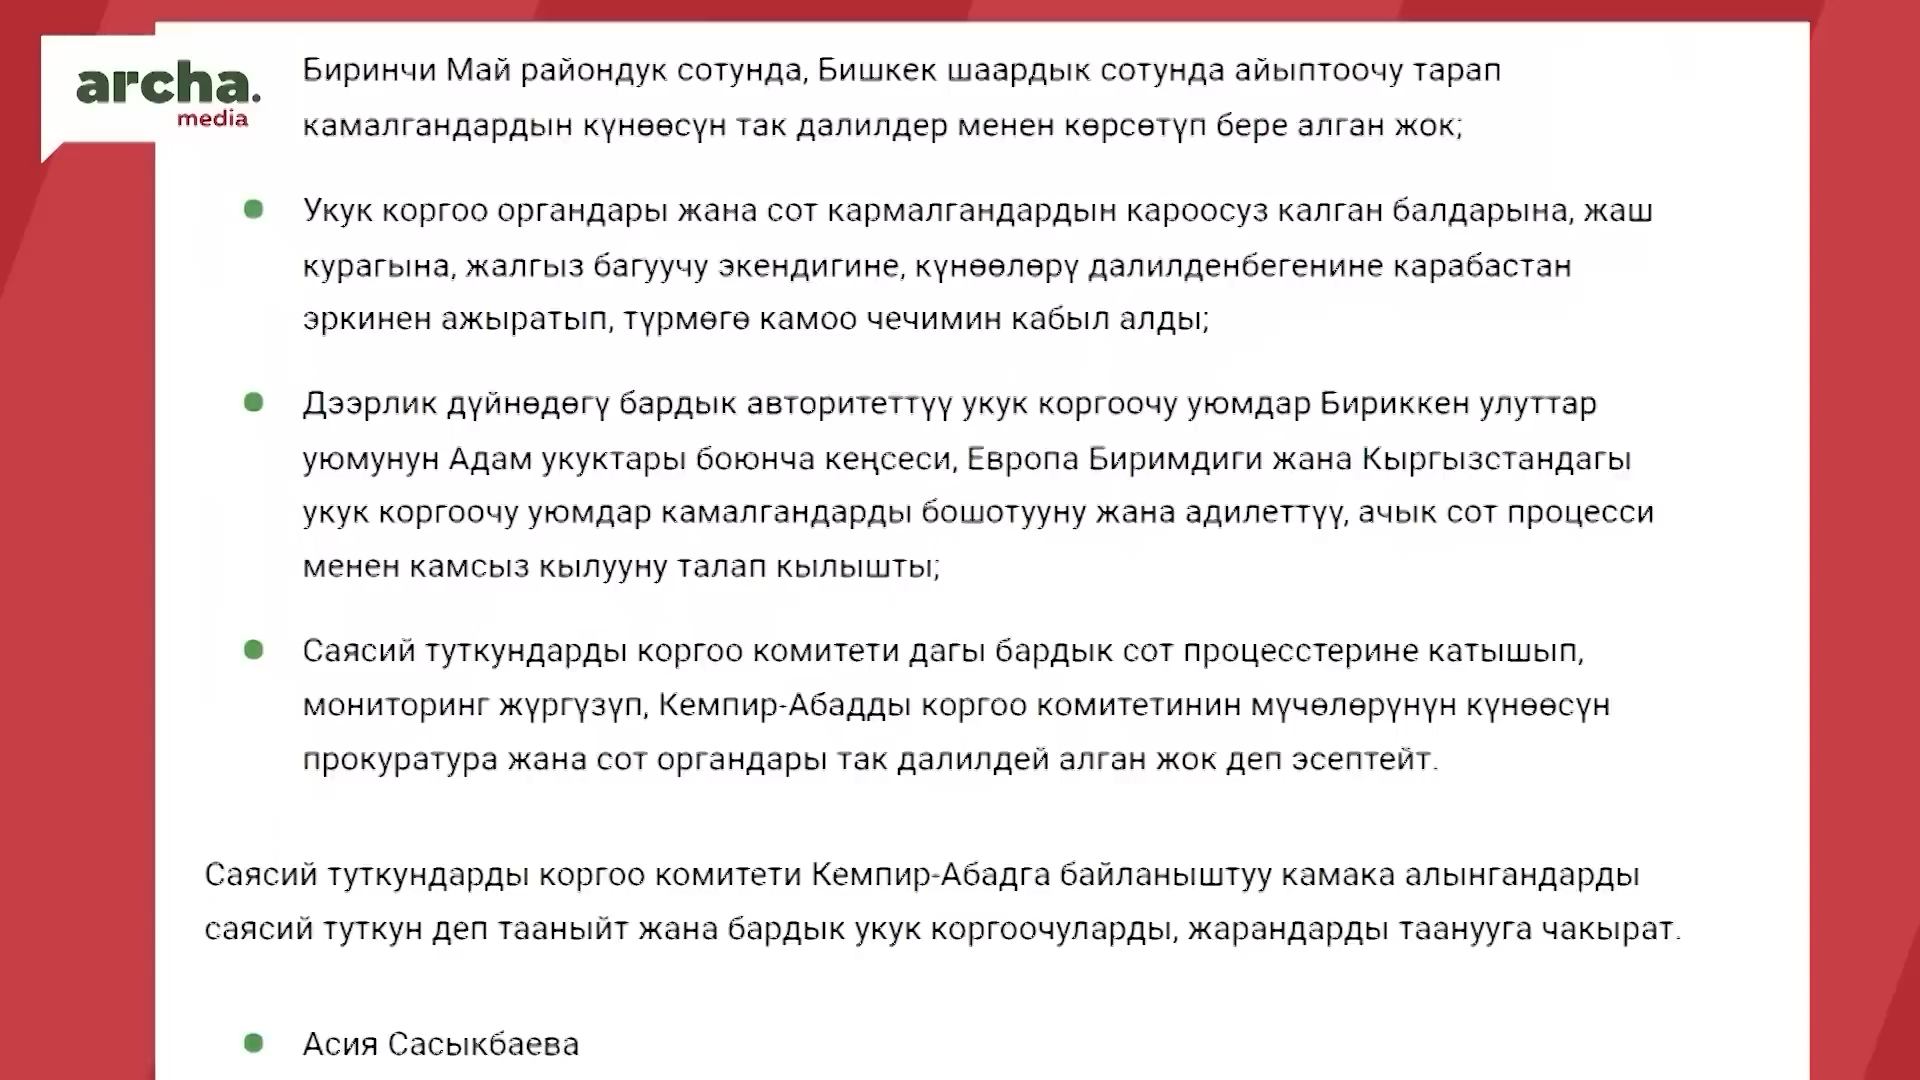 archa.
media
Биринчи Май райондук сотунда, Бишкек шаардык сотунда айыптоочу тарап
камалгандардын күнөөсүн так далилдер менен көрсөтүп бере алган жок;
Укук коргоо органдары жана сот кармалгандардын кароосуз калган балдарына, жаш
курагына, жалгыз багуучу экендигине, күнөөлөрү далилденбегенине карабастан
эркинен ажыратып, түрмөгө камоо чечимин кабыл алды;
Дээрлик дүйнөдөгү бардык авторитеттүү укук коргоочу уюмдар Бириккен улуттар
уюмунун Адам укуктары боюнча кеңсеси, Европа Биримдиги жана Кыргызстандагы
укук коргоочу уюмдар камалгандарды бошотууну жана адилеттүү, ачык сот процесси
менен камсыз кылууну талап кылышты;
Саясий туткундарды коргоо комитети дагы бардык сот процесстерине катышып,
мониторинг жүргүзүп, Кемпир-Абадды коргоо комитетинин мүчөлөрүнүн күнөөсүн
прокуратура жана сот органдары так далилдей алган жок деп эсептейт.
Саясий туткундарды коргоо комитети Кемпир-Абадга байланыштуу камака алынгандарды
саясий туткун деп тааныйт жана бардык укук коргоочуларды, жарандарды таанууга чакырат.
Асия Сасыкбаева